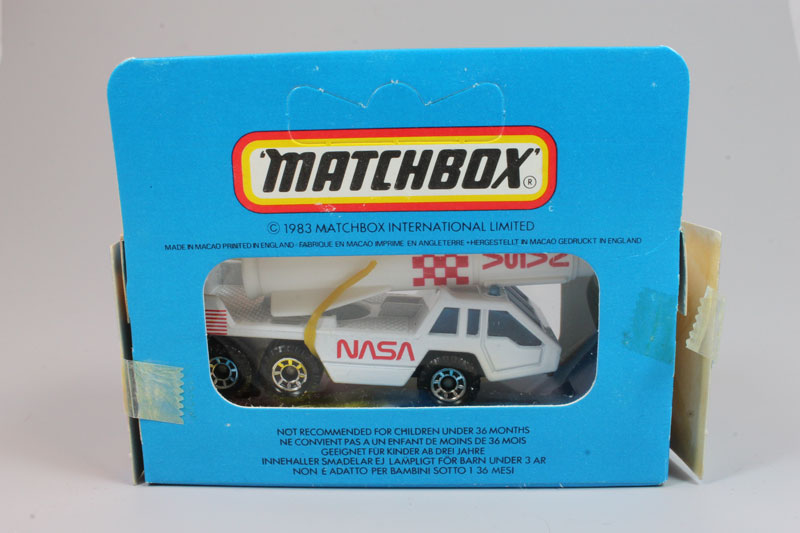 'MATCHBOX'®
© 1983 MATCHBOX INTERNATIONAL LIMITED
MADE IN MACAO PRINTED IN ENGLAND · FABRIQUE EN MACAO IMPRIME EN ANGLETERRE · HERGESTELLT IN MACAO GEDRUCKT IN ENGLAND
NASA
NASA
NOT RECOMMENDED FOR CHILDREN UNDER 36 MONTHS
NE CONVIENT PAS A UN ENFANT DE MOINS DE 36 MOIS
GEEIGNET FÜR KINDER AB DREI JAHRE
INNEHALLER SMADELAR EJ LAMPLIGT FÖR BARN UNDER 3 AR
NON È ADATTO PER BAMBINI SOTTO I 36 MESI